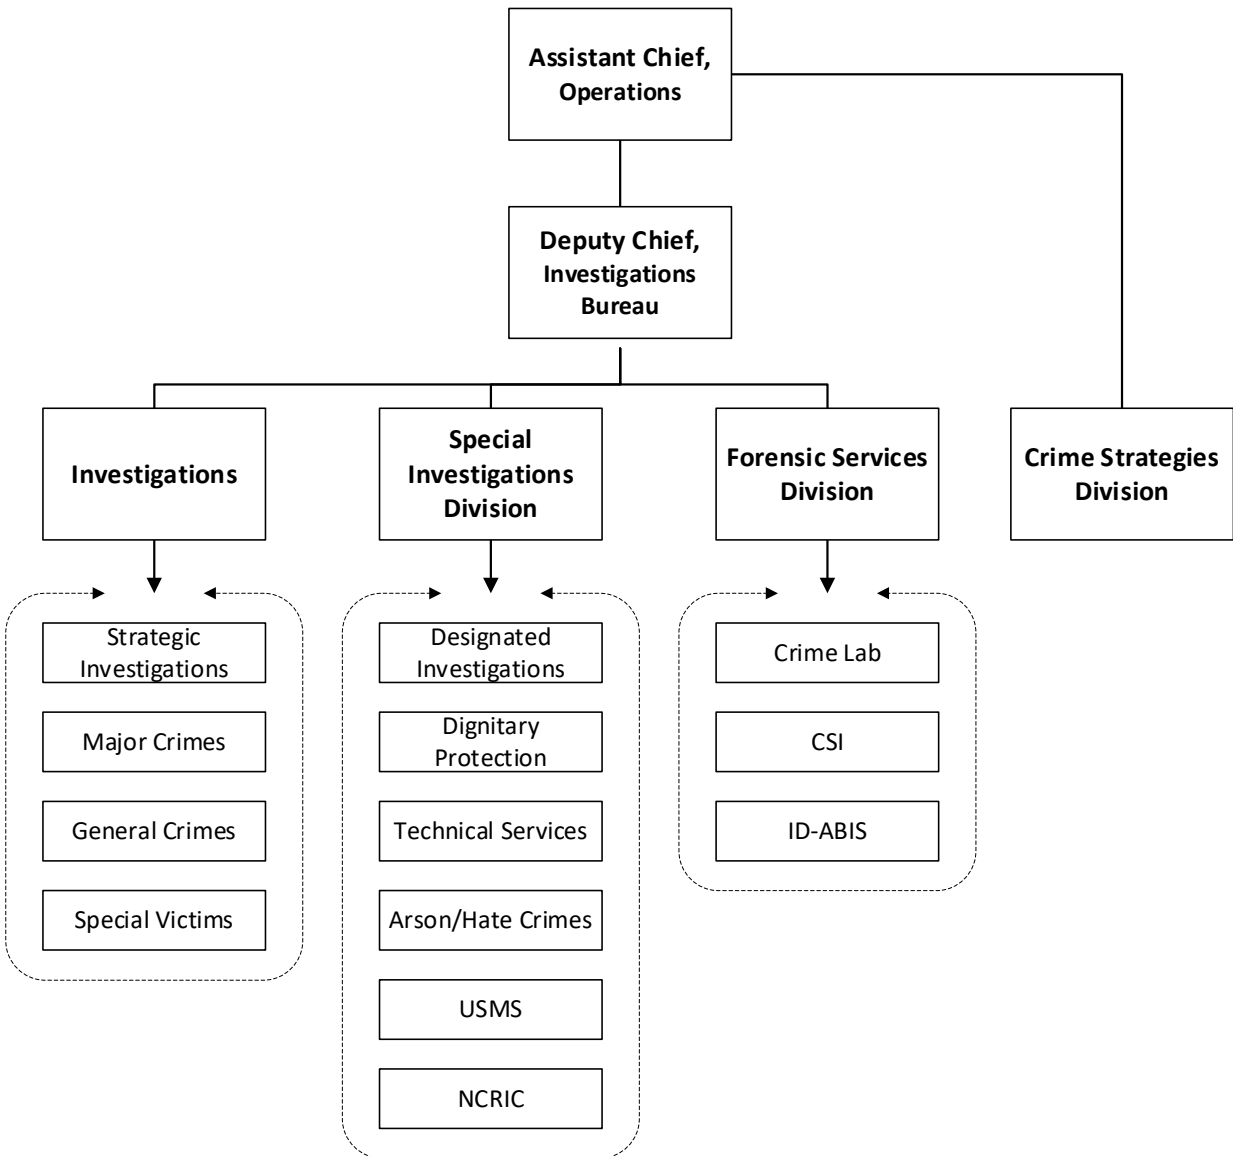 Assistant Chief,
Operations
Deputy Chief,
Investigations
Bureau
Investigations
Special
Investigations
Division
Forensic Services
Division
Crime Strategies
Division
Strategic
Investigations
Major Crimes
General Crimes
Special Victims
Designated
Investigations
Dignitary
Protection
Technical Services
Arson/Hate Crimes
USMS
NCRIC
Crime Lab
CSI
ID-ABIS